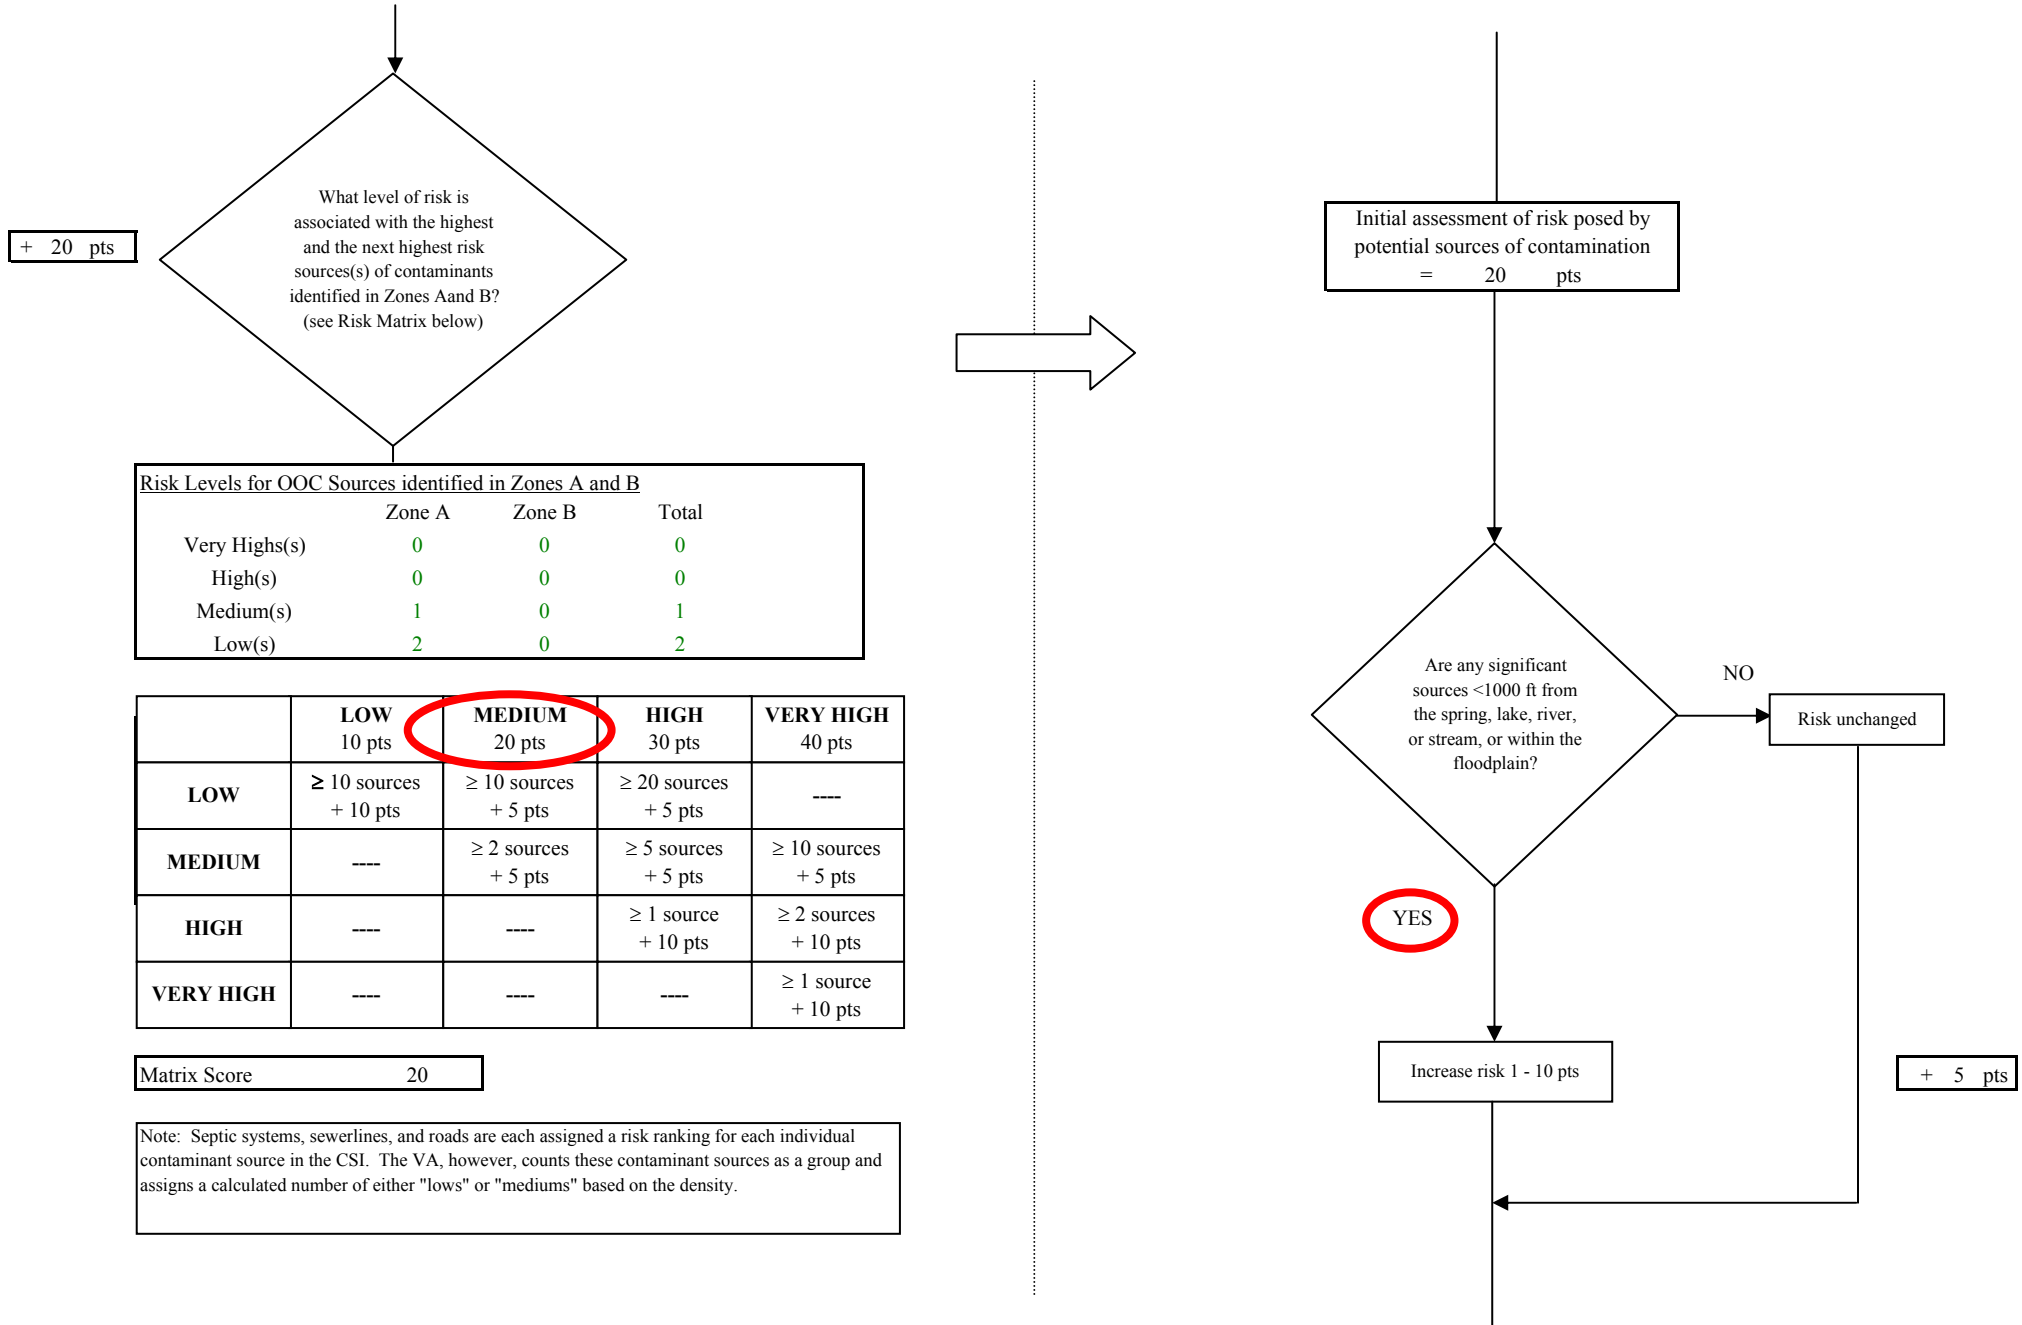 What level of risk is
associated with the highest
and the next highest risk
sources(s) of contaminants
identified in Zones Aand B?
(see Risk Matrix below)
+ 20 pts
Risk Levels for OOC Sources identified in Zones A and B
Zone A Zone B Total
Very Highs(s) 0 0 0
High(s) 0 0 0
Medium(s) 1 0 1
Low(s) 2 0 2
LOW MEDIUM HIGH VERY HIGH
10 pts 20 pts 30 pts 40 pts
LOW ≥ 10 sources ≥ 10 sources ≥ 20 sources ----
+ 10 pts + 5 pts + 5 pts
MEDIUM ---- ≥ 2 sources ≥ 5 sources ≥ 10 sources
+ 5 pts + 5 pts + 5 pts
HIGH ---- ---- ≥ 1 source ≥ 2 sources
+ 10 pts + 10 pts
VERY HIGH ---- ---- ---- ≥ 1 source
+ 10 pts
Matrix Score 20
Note: Septic systems, sewerlines, and roads are each assigned a risk ranking for each individual
contaminant source in the CSI. The VA, however, counts these contaminant sources as a group and
assigns a calculated number of either "lows" or "mediums" based on the density.
Initial assessment of risk posed by
potential sources of contamination
= 20 pts
Are any significant
sources <1000 ft from
the spring, lake, river,
or stream, or within the
floodplain?
NO
Risk unchanged
YES
Increase risk 1 - 10 pts
+ 5 pts